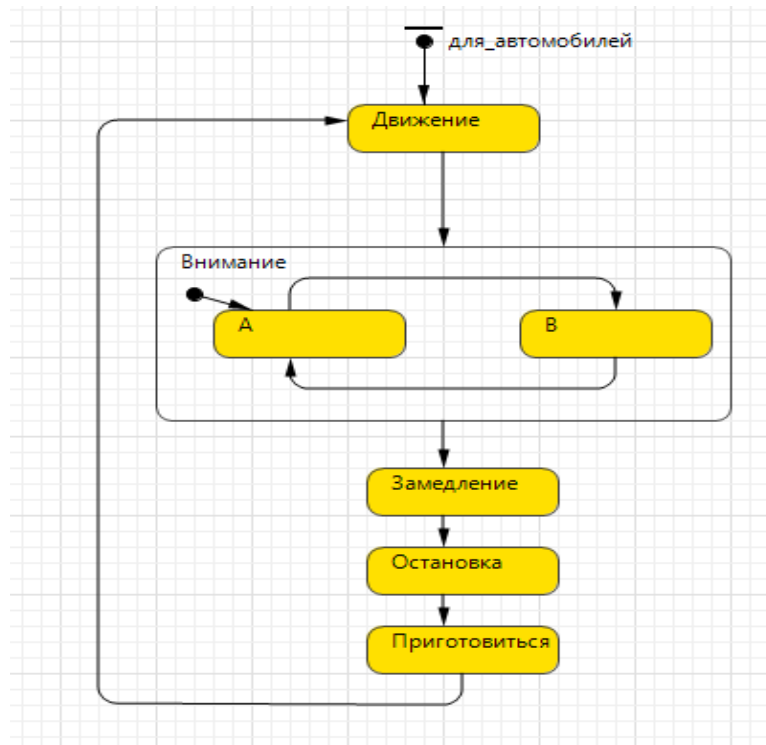 для_автомобилей
Движение
Внимание
A
B
Замедление
Остановка
Приготовиться